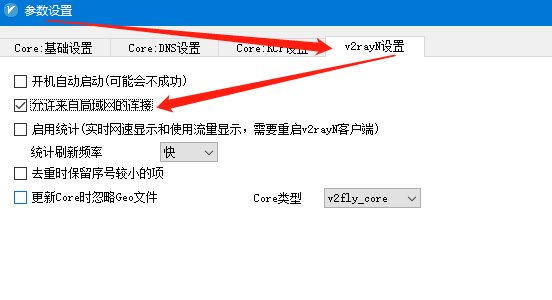 参数设置
Core:基础设置 Core:DNS设置 Core:KCP设置 v2rayN设置
开机自动启动(可能会不成功)
允许来自局域网的连接
启用统计(实时网速显示和使用流量显示，需要重启v2rayN客户端)
统计刷新频率 快
去重时保留序号较小的项
更新Core时忽略Geo文件 Core类型 v2fly_core